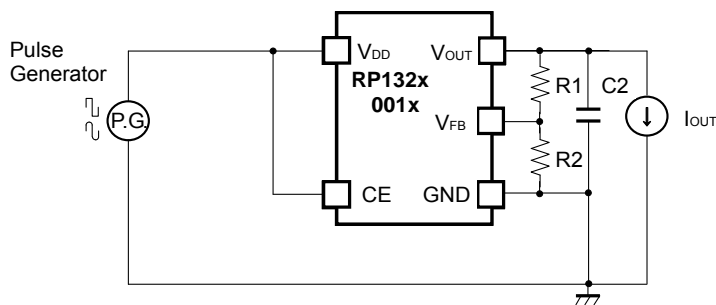 Pulse
Generator
P.G.
VDD
VOUT
RP132x
001x
VFB
CE
GND
R1
C2
R2
IOUT